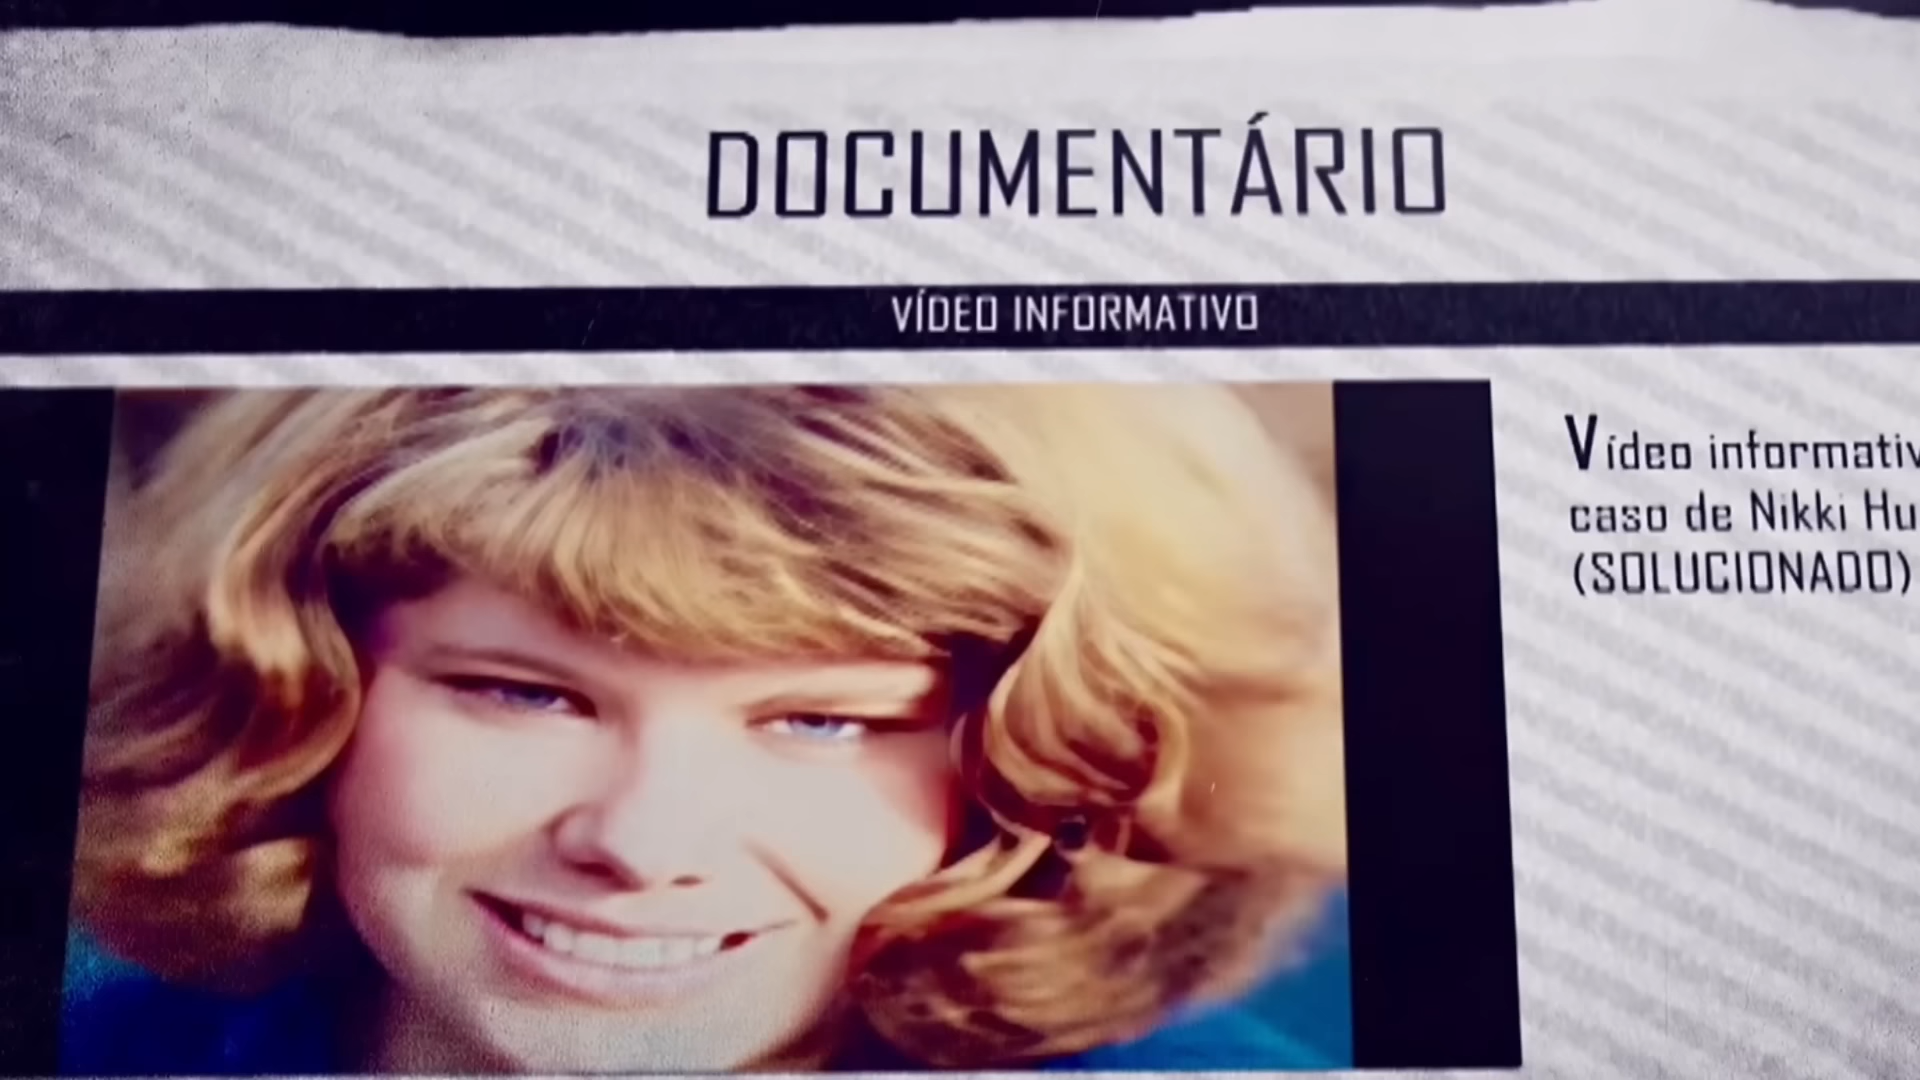 DOCUMENTÁRIO
VÍDEO INFORMATIVO
Vídeo informativ
caso de Nikki Hu
(SOLUCIONADO)